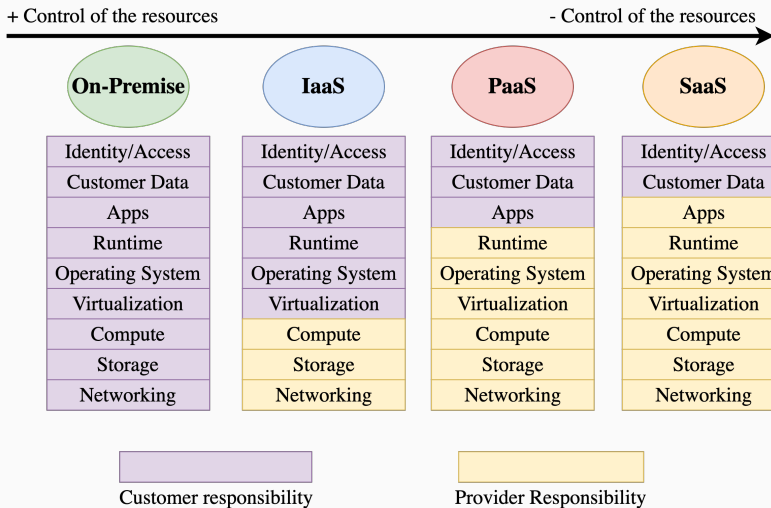 + Control of the resources
- Control of the resources
On-Premise
IaaS
PaaS
SaaS
Identity/Access
Customer Data
Apps
Runtime
Operating System
Virtualization
Compute
Storage
Networking
Identity/Access
Customer Data
Apps
Runtime
Operating System
Virtualization
Compute
Storage
Networking
Identity/Access
Customer Data
Apps
Runtime
Operating System
Virtualization
Compute
Storage
Networking
Identity/Access
Customer Data
Apps
Runtime
Operating System
Virtualization
Compute
Storage
Networking
Customer responsibility
Provider Responsibility